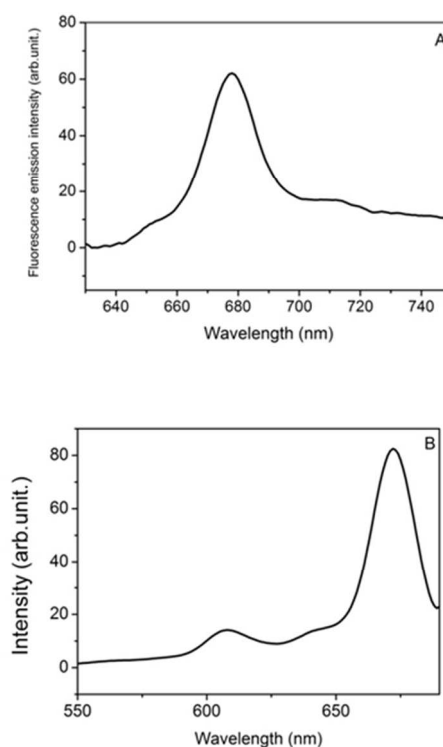 A
Fluorescence emission intensity (arb.unit.)
80
60
40
20
0
640 660 680 700 720 740
Wavelength (nm)
B
Intensity (arb.unit.)
80
60
40
20
0
550 600 650
Wavelength (nm)